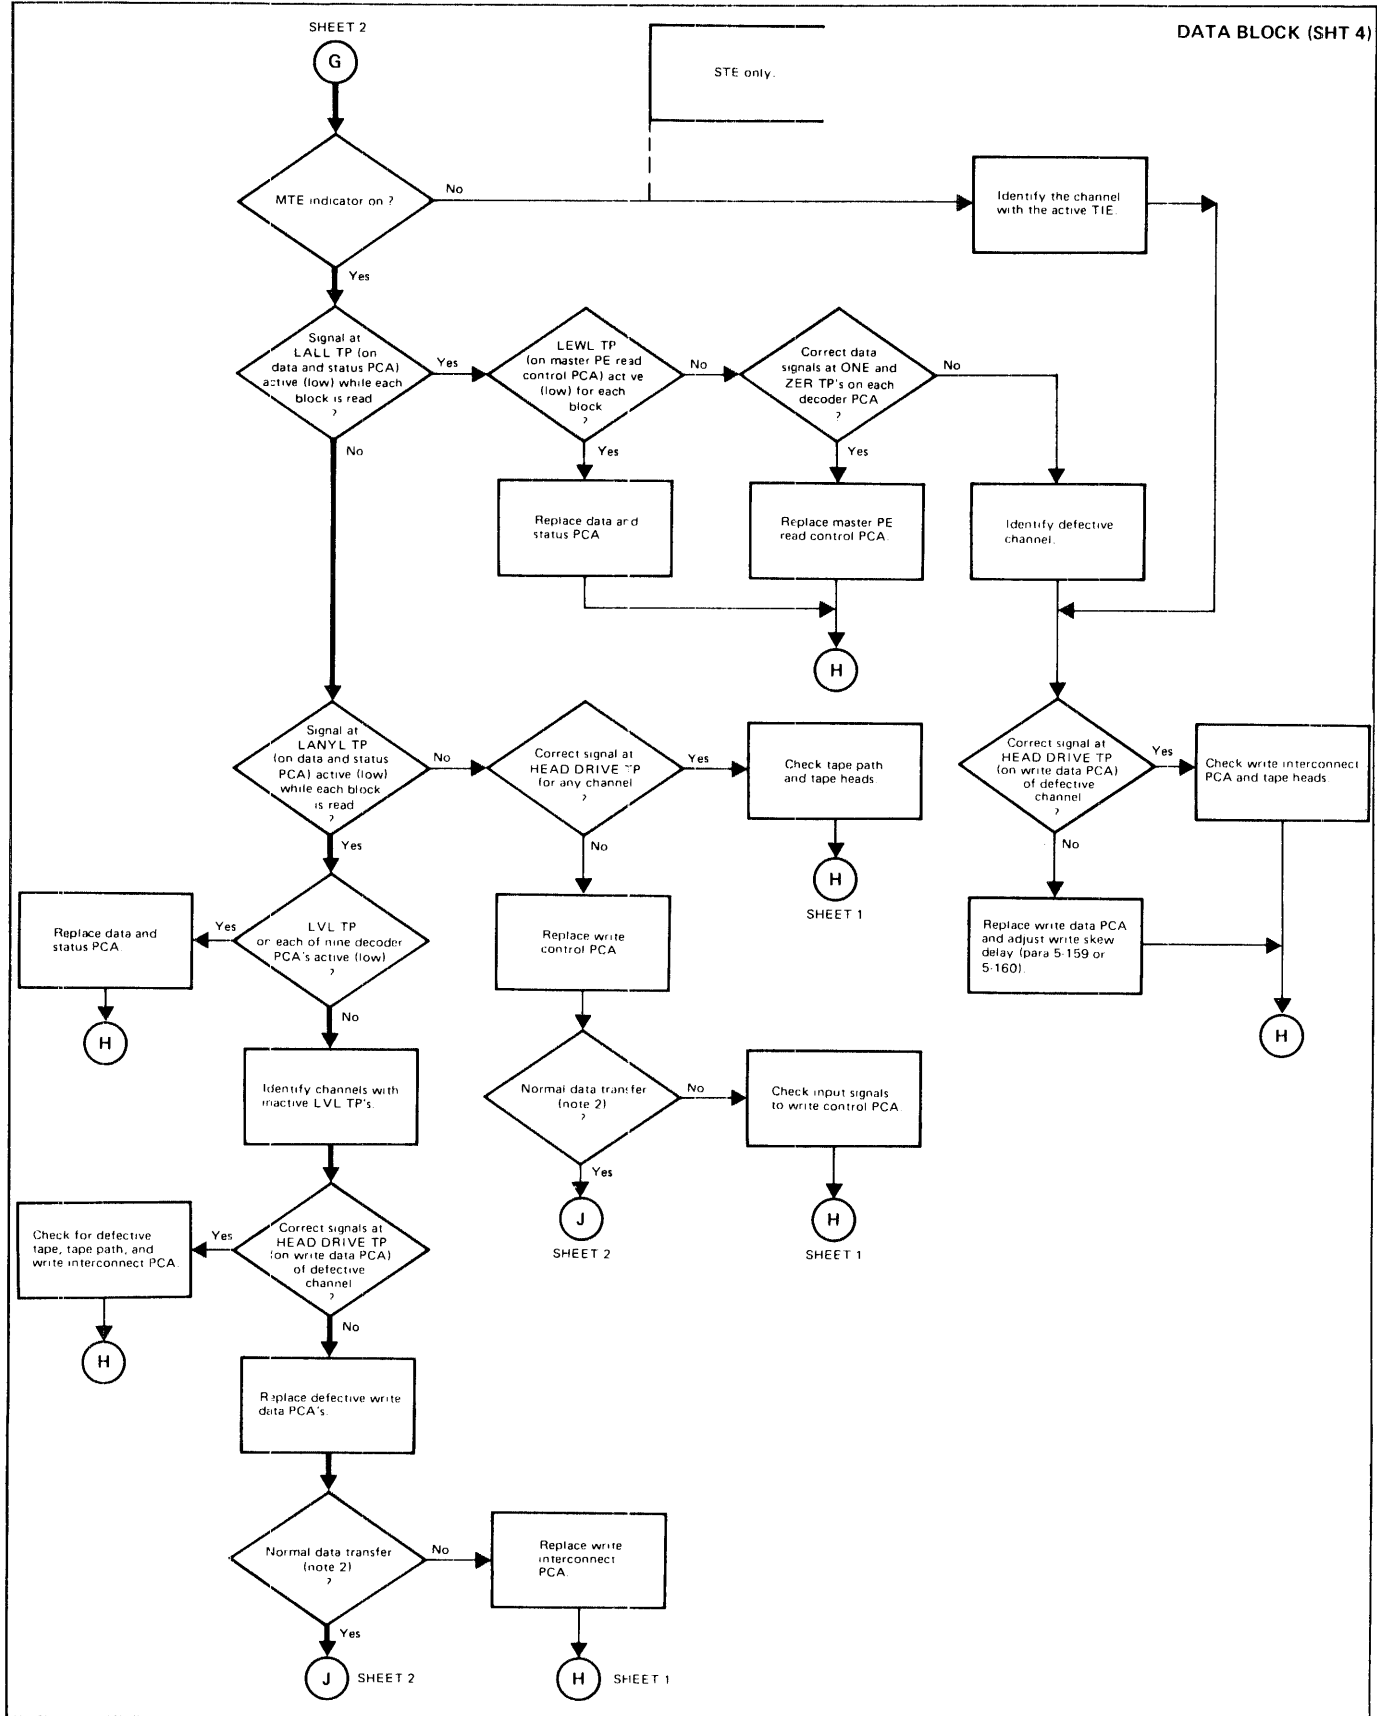 SHEET 2
DATA BLOCK (SHT 4)
G
STE only.
MTE indicator on ?
No
Identify the channel
with the active TIE.
Yes
Signal at
LALL TP (on
data and status PCA)
active (low) while each
block is read
?
Yes
LEWL TP
(on master PE read
control PCA) active
(low) for each
block
?
No
Correct data
signals at ONE and
ZER TP's on each
decoder PCA
?
No
No
Yes
Yes
Replace data and
status PCA
Replace master PE
read control PCA.
Identify defective
channel.
H
Signal at
LANYL TP
(on data and status
PCA) active (low)
while each block
is read
?
No
Correct signal at
HEAD DRIVE TP
for any channel
?
Yes
Check tape path
and tape heads.
Correct signal at
HEAD DRIVE TP
(on write data PCA)
of defective
channel
?
Yes
Check write interconnect
PCA and tape heads.
Yes
No
No
H
SHEET 1
Replace data and
status PCA.
Yes
LVL TP
on each of nine decoder
PCA's active (low)
?
Replace write
control PCA
Replace write data PCA
and adjust write skew
delay (para 5-159 or
5-160).
H
No
H
Identify channels with
inactive LVL TP's.
Normal data transfer
(note 2)
?
No
Check input signals
to write control PCA.
Yes
J
SHEET 2
H
SHEET 1
Check for defective
tape, tape path, and
write interconnect PCA.
Yes
Correct signals at
HEAD DRIVE TP
(on write data PCA)
of defective
channel
?
No
H
Replace defective write
data PCA's.
Normal data transfer
(note 2)
?
No
Replace write
interconnect
PCA.
Yes
J
SHEET 2
H
SHEET 1